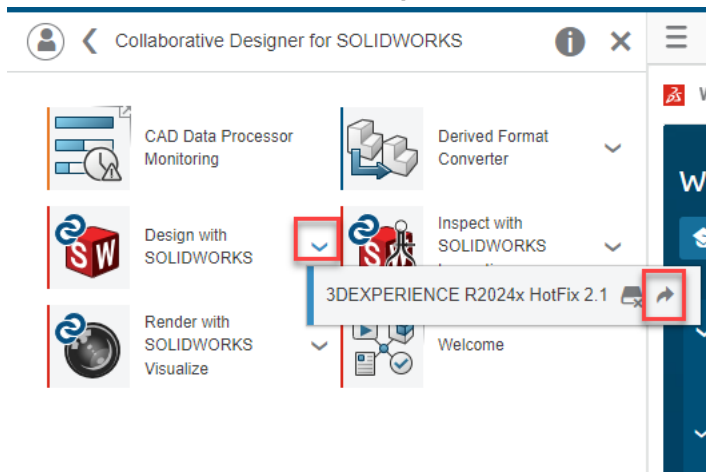 Collaborative Designer for SOLIDWORKS
CAD Data Processor
Monitoring
Derived Format
Converter
Design with
SOLIDWORKS
Inspect with
SOLIDWORKS
3DEXPERIENCE R2024x HotFix 2.1
Render with
SOLIDWORKS
Visualize
Welcome